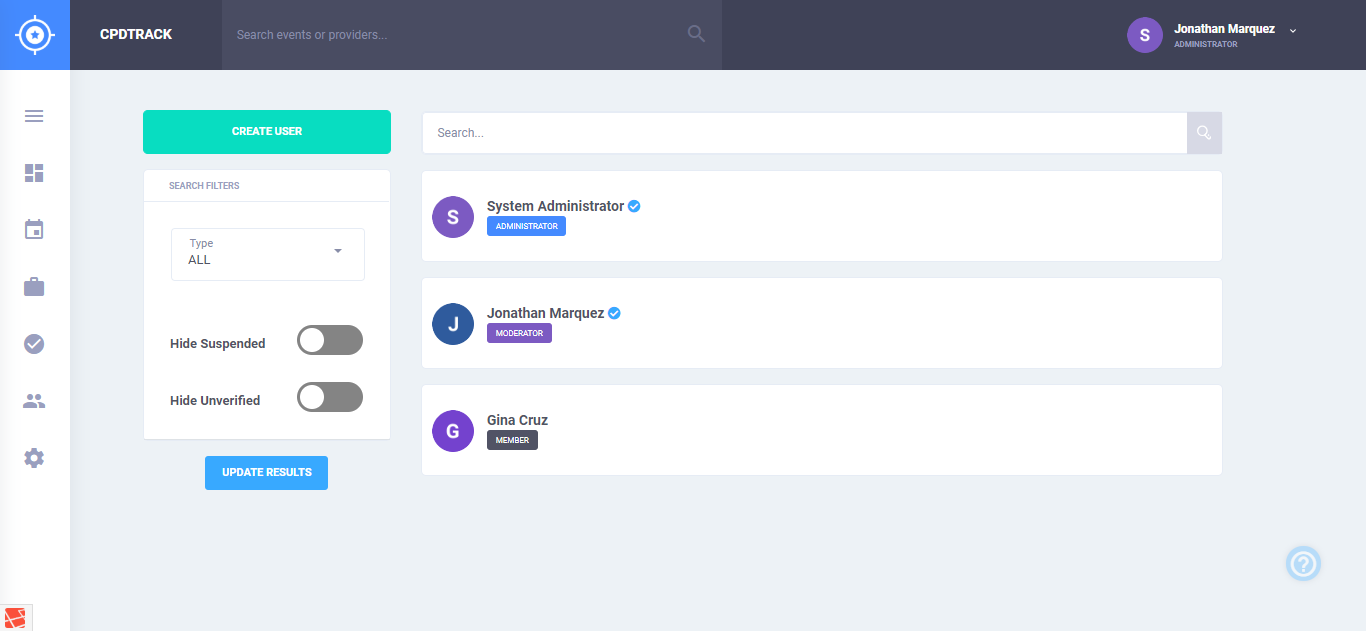 CPDTRACK
Search events or providers...
S
Jonathan Marquez
ADMINISTRATOR
CREATE USER
SEARCH FILTERS
Type
ALL
Hide Suspended
Hide Unverified
UPDATE RESULTS
Search...
S
System Administrator
ADMINISTRATOR
J
Jonathan Marquez
MODERATOR
G
Gina Cruz
MEMBER
?